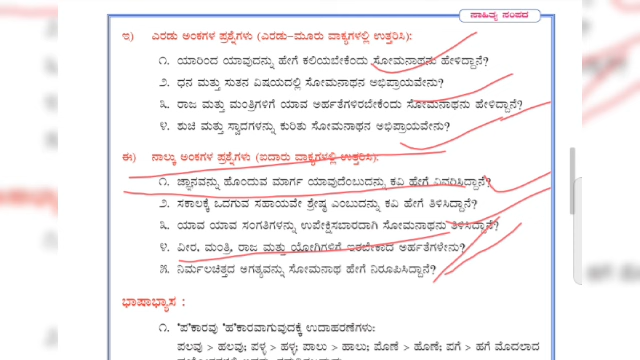 ಸಾಹಿತ್ಯ ಸಂಪದ
ಇ) ಎರಡು ಅಂಕಗಳ ಪ್ರಶ್ನೆಗಳು (ಎರಡು-ಮೂರು ವಾಕ್ಯಗಳಲ್ಲಿ ಉತ್ತರಿಸಿ):
೧. ಯಾರಿಂದ ಯಾವುದನ್ನು ಹೇಗೆ ಕಲಿಯಬೇಕೆಂದು ಸೋಮನಾಥನು ಹೇಳಿದ್ದಾನೆ?
೨. ಧನ ಮತ್ತು ಸುತನ ವಿಷಯದಲ್ಲಿ ಸೋಮನಾಥನ ಅಭಿಪ್ರಾಯವೇನು?
೩. ರಾಜ ಮತ್ತು ಮಂತ್ರಿಗಳಿಗೆ ಯಾವ ಅರ್ಹತೆಗಳಿರಬೇಕೆಂದು ಸೋಮನಾಥನು ಹೇಳಿದ್ದಾನೆ?
೪. ಶುಚಿ ಮತ್ತು ಸ್ವಾದಗಳನ್ನು ಕುರಿತು ಸೋಮನಾಥನ ಅಭಿಪ್ರಾಯವೇನು?
ಈ) ನಾಲ್ಕು ಅಂಕಗಳ ಪ್ರಶ್ನೆಗಳು (ಐದಾರು ವಾಕ್ಯಗಳಲ್ಲಿ ಉತ್ತರಿಸಿ):
೧. ಜ್ಞಾನವನ್ನು ಹೊಂದುವ ಮಾರ್ಗ ಯಾವುದೆಂಬುದನ್ನು ಕವಿ ಹೇಗೆ ವಿವರಿಸಿದ್ದಾನೆ?
೨. ಸಕಾಲಕ್ಕೆ ಒದಗುವ ಸಹಾಯವೇ ಶ್ರೇಷ್ಠ ಎಂಬುದನ್ನು ಕವಿ ಹೇಗೆ ತಿಳಿಸಿದ್ದಾನೆ?
೩. ಯಾವ ಯಾವ ಸಂಗತಿಗಳನ್ನು ಉಪೇಕ್ಷಿಸಬಾರದಾಗಿ ಸೋಮನಾಥನು ತಿಳಿಸಿದ್ದಾನೆ?
೪. ವೀರ, ಮಂತ್ರಿ, ರಾಜ ಮತ್ತು ಯೋಗಿಗಳಿಗೆ ಇರಬೇಕಾದ ಅರ್ಹತೆಗಳೇನು?
೫. ನಿರ್ಮಲಚಿತ್ತದ ಅಗತ್ಯವನ್ನು ಸೋಮನಾಥ ಹೇಗೆ ನಿರೂಪಿಸಿದ್ದಾನೆ?
ಭಾಷಾಭ್ಯಾಸ :
೧. 'ಪ'ಕಾರವು 'ಹ'ಕಾರವಾಗುವುದಕ್ಕೆ ಉದಾಹರಣೆಗಳು:
ಪಲವು > ಹಲವು; ಪಳ್ಳ > ಹಳ್ಳ; ಪಾಲು > ಹಾಲು; ಮೊಣೆ > ಹೊಣೆ; ಪಗೆ > ಹಗೆ ಮೊದಲಾದ